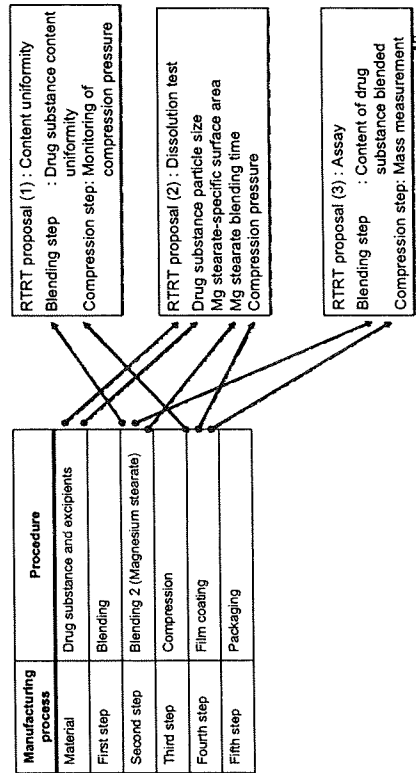 Manufacturing process
Procedure
Material
Drug substance and excipients
First step
Blending
Second step
Blending 2 (Magnesium stearate)
Third step
Compression
Fourth step
Film coating
Fifth step
Packaging
RTRT proposal (1) : Content uniformity
Blending step : Drug substance content
uniformity
Compression step: Monitoring of
compression pressure
RTRT proposal (2) : Dissolution test
Drug substance particle size
Mg stearate-specific surface area
Mg stearate blending time
Compression pressure
RTRT proposal (3) : Assay
Blending step : Content of drug
substance blended
Compression step: Mass measurement